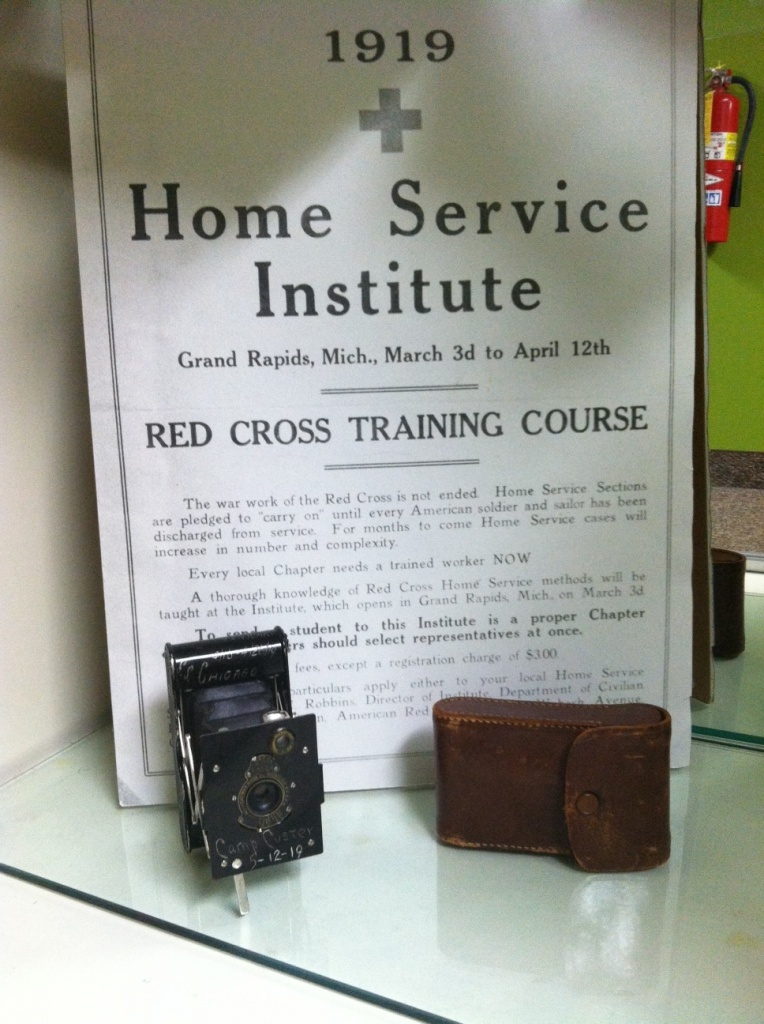 1919
Home Service
Institute
Grand Rapids, Mich., March 3d to April 12th
RED CROSS TRAINING COURSE
The war work of the Red Cross is not ended. Home Service Sections
are pledged to "carry on" until every American soldier and sailor has been
discharged from service. For months to come Home Service cases will
increase in number and complexity.
Every local Chapter needs a trained worker NOW
A thorough knowledge of Red Cross Home Service methods will be
taught at the Institute, which opens in Grand Rapids, Mich., on March 3d.
To student to this Institute is a proper Chapter
should select representatives at once.
fees, except a registration charge of $3.00
particulars apply either to your local Home Service
Robbins, Director of Institute, Department of Civilian
American Red Avenue
Chicago
Camp Custer
5-12-19